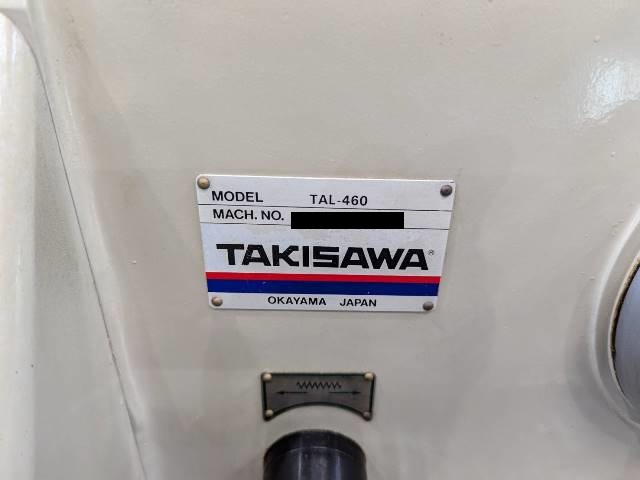 MODEL TAL-460
MACH. NO.
TAKISAWA®
OKAYAMA JAPAN